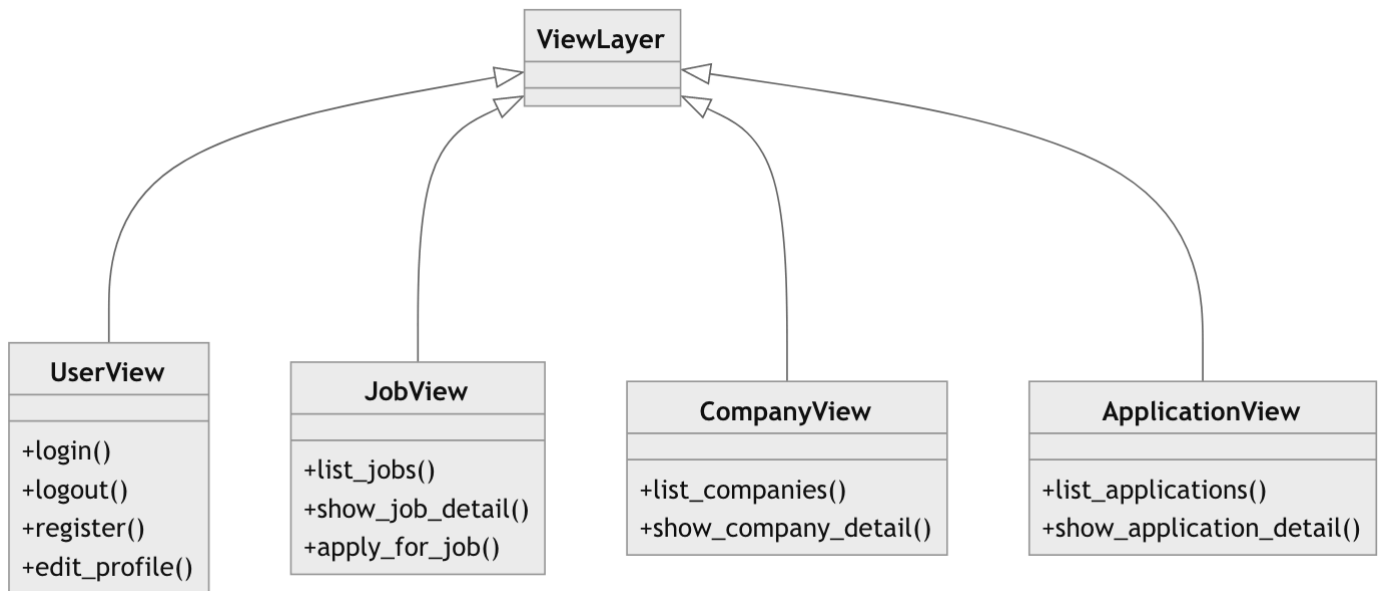 ViewLayer
UserView
+login()
+logout()
+register()
+edit_profile()
JobView
+list_jobs()
+show_job_detail()
+apply_for_job()
CompanyView
+list_companies()
+show_company_detail()
ApplicationView
+list_applications()
+show_application_detail()